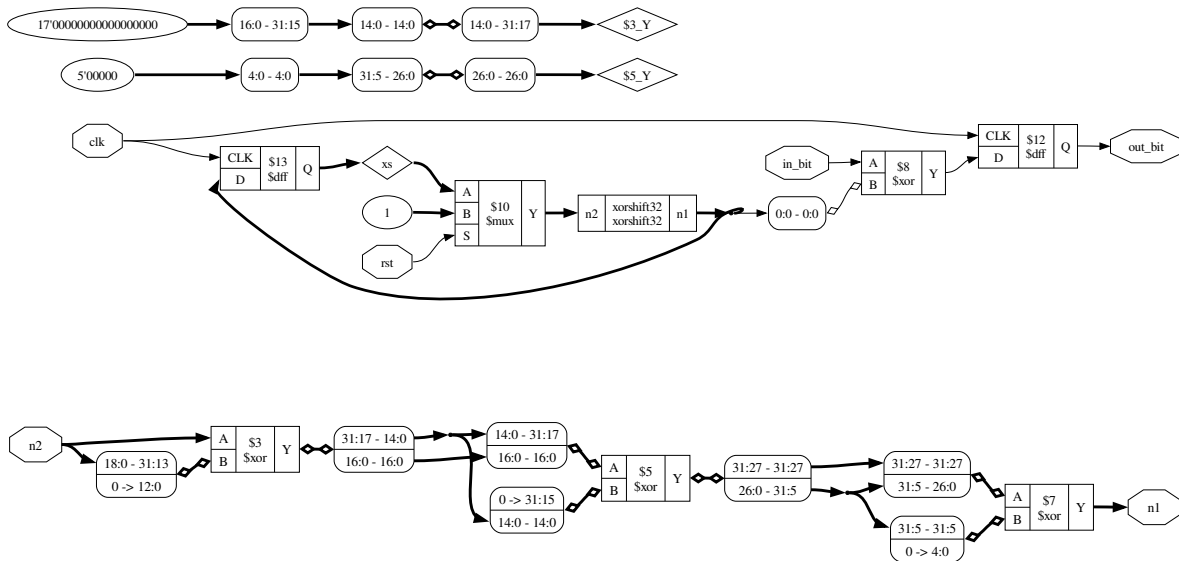 17'00000000000000000
16:0 - 31:15
14:0 - 14:0
14:0 - 31:17
$3_Y
5'00000
4:0 - 4:0
31:5 - 26:0
26:0 - 26:0
$5_Y
clk
CLK
D
$13
$dff
Q
xs
1
rst
A
B
S
$10
$mux
Y
n2
xorshift32
xorshift32
n1
0:0 - 0:0
in_bit
A
B
$8
$xor
Y
CLK
D
$12
$dff
Q
out_bit
n2
18:0 - 31:13
0 -> 12:0
A
B
$3
$xor
Y
31:17 - 14:0
16:0 - 16:0
14:0 - 31:17
16:0 - 16:0
0 -> 31:15
14:0 - 14:0
A
B
$5
$xor
Y
31:27 - 31:27
26:0 - 31:5
31:27 - 31:27
31:5 - 26:0
31:5 - 31:5
0 -> 4:0
A
B
$7
$xor
Y
n1